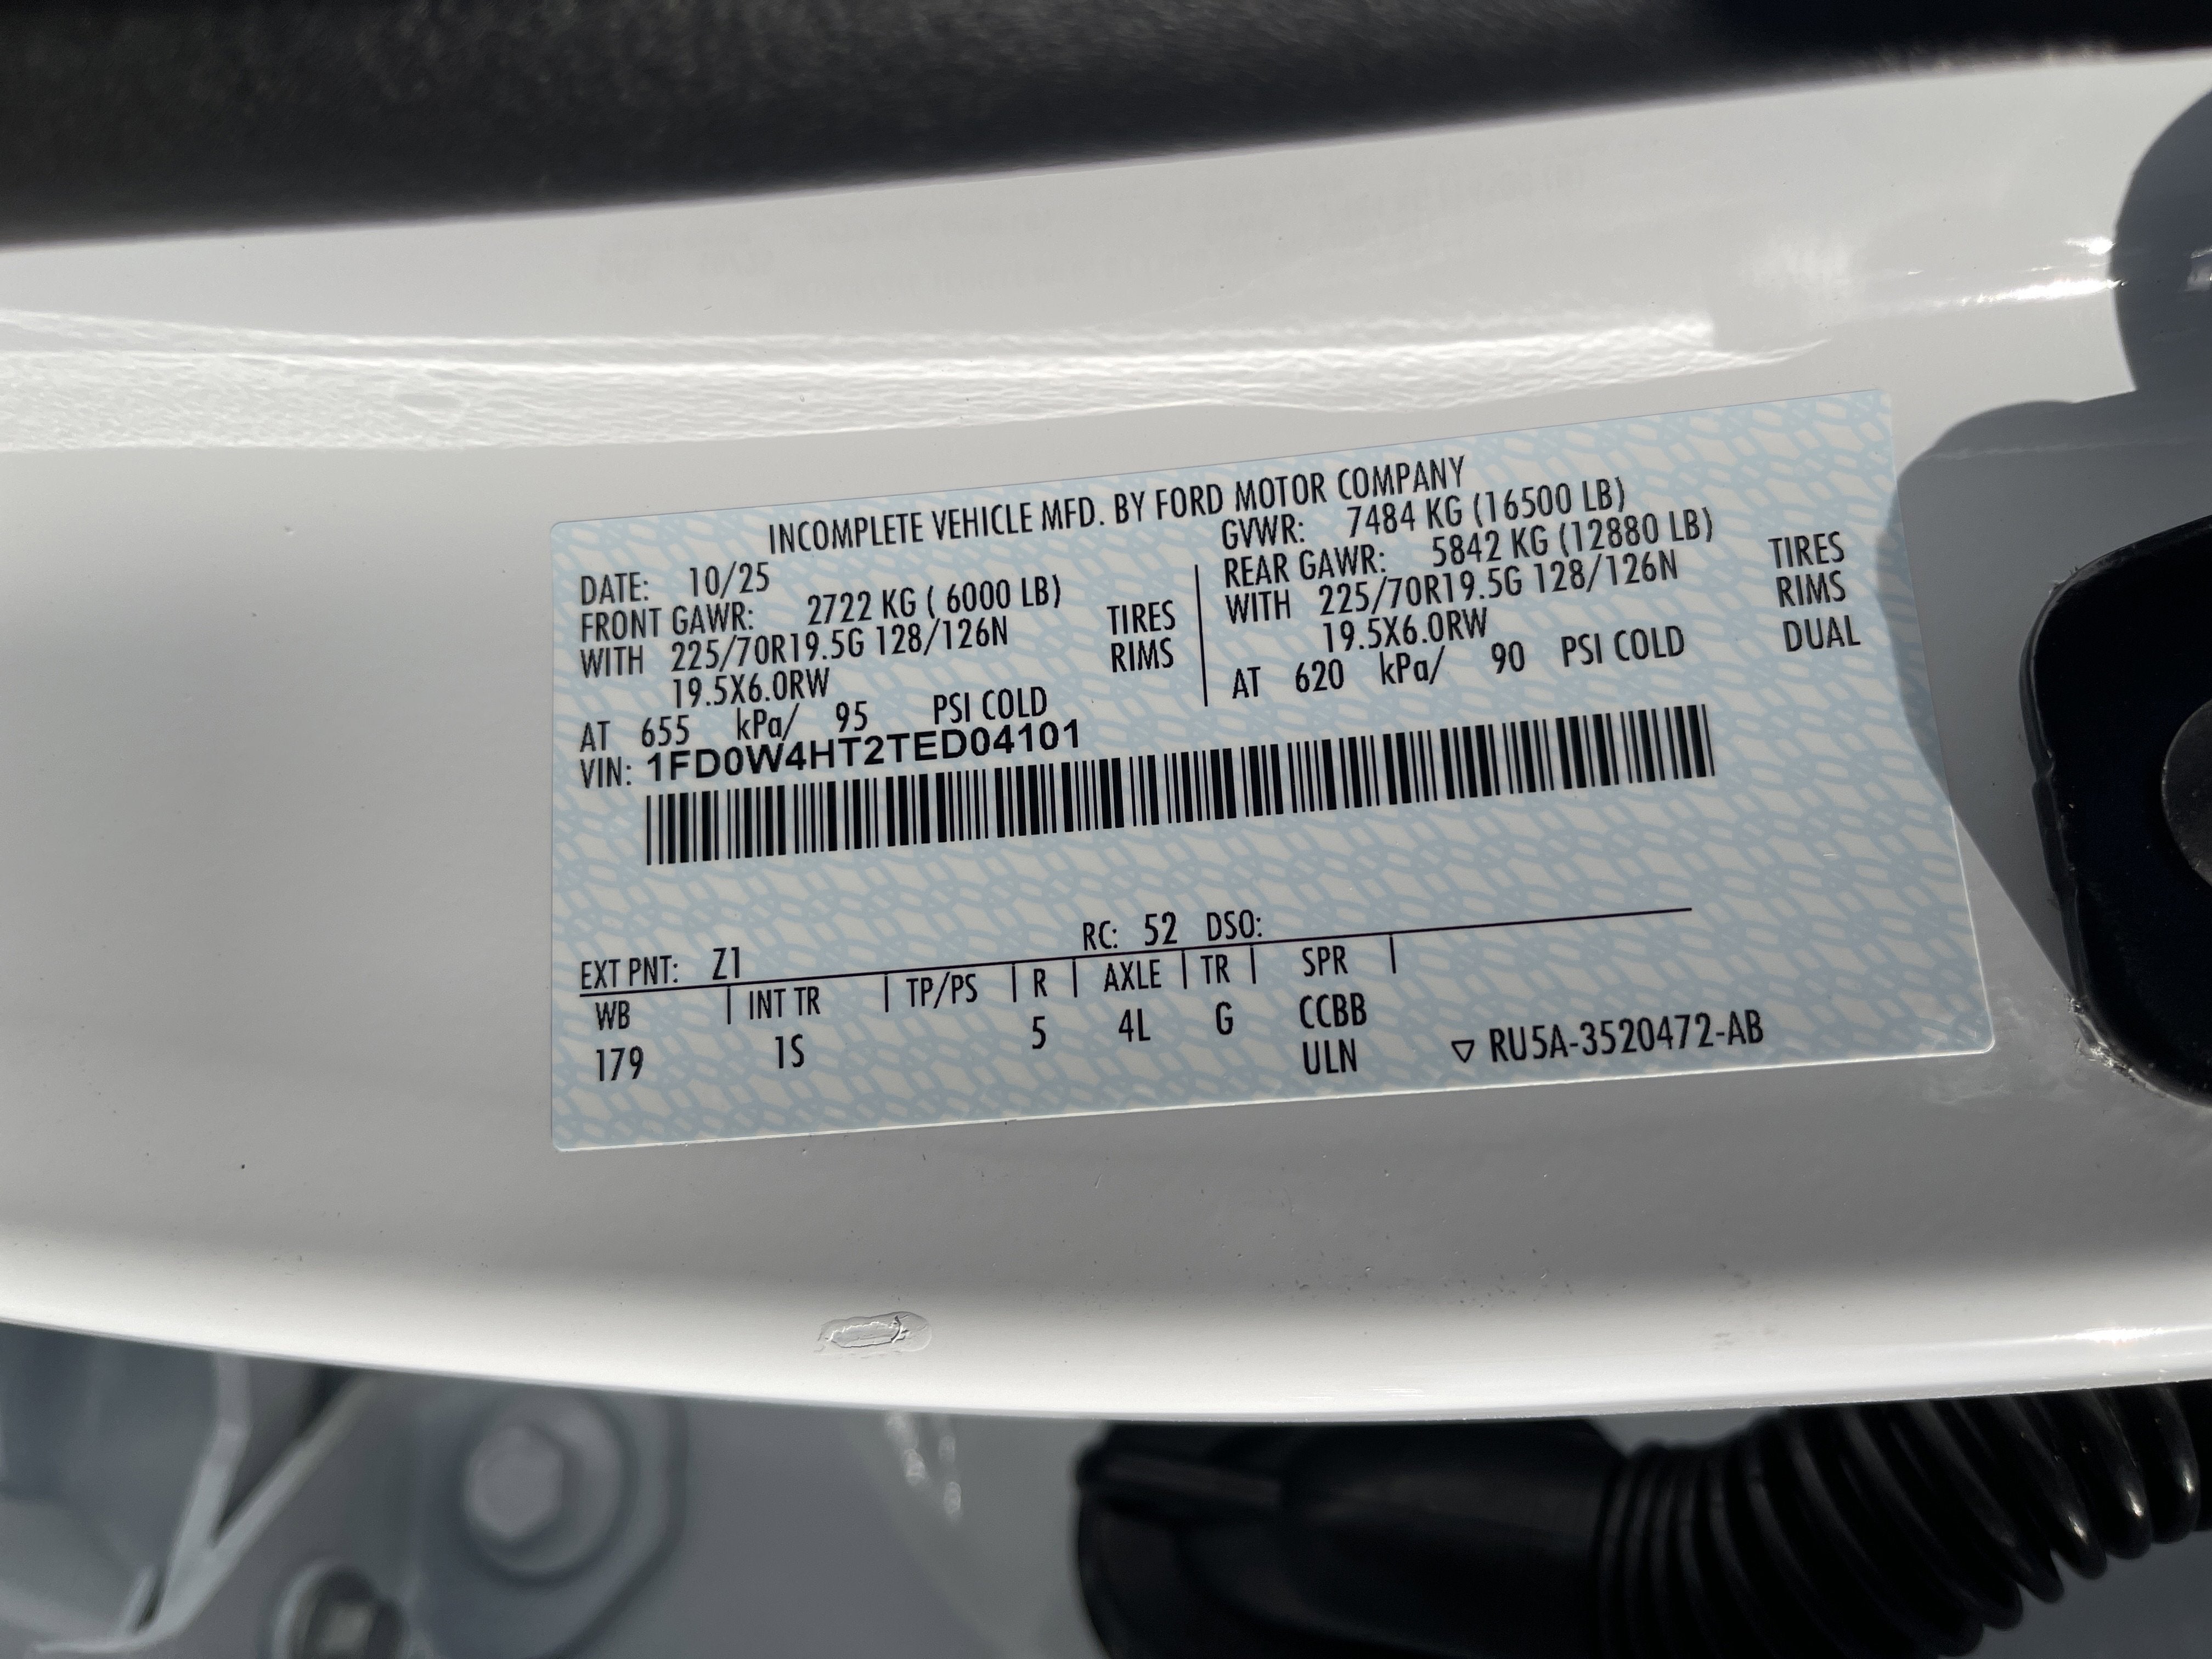 INCOMPLETE VEHICLE MFD. BY FORD MOTOR COMPANY
DATE: 10/25
FRONT GAWR: 2722 KG ( 6000 LB)
WITH 225/70R19.5G 128/126N TIRES
19.5X6.0RW RIMS
AT 655 kPa/ 95 PSI COLD
GVWR: 7484 KG (16500 LB)
REAR GAWR: 5842 KG (12880 LB)
WITH 225/70R19.5G 128/126N TIRES
19.5X6.0RW RIMS
AT 620 kPa/ 90 PSI COLD DUAL
VIN: 1FD0W4HT2TED04101
EXT PNT: Z1 RC: 52 DSO:
WB | INT TR | TP/PS | R | AXLE | TR | SPR |
179 1S 5 4L G CCBB
ULN ▽ RU5A-3520472-AB